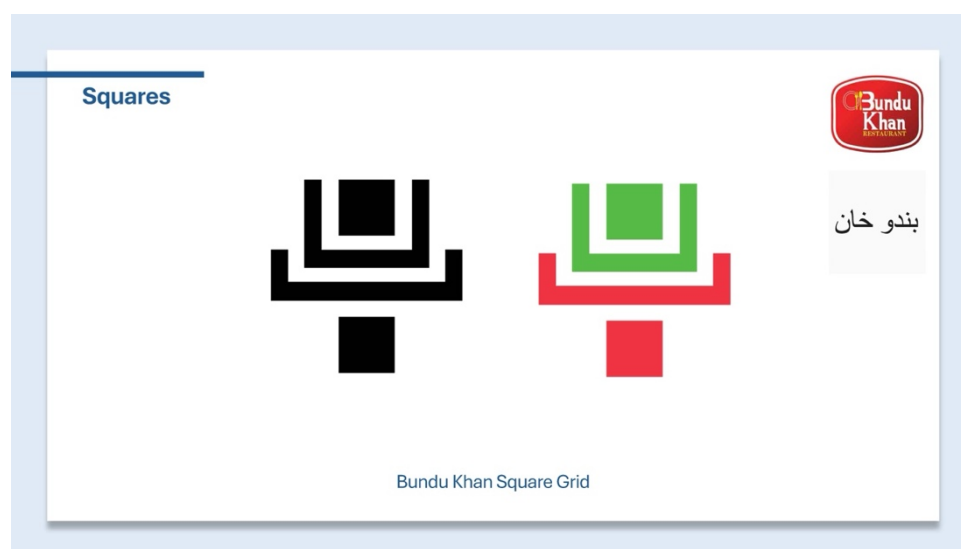 Squares
Bundu
Khan
RESTAURANT
بندو خان
Bundu Khan Square Grid